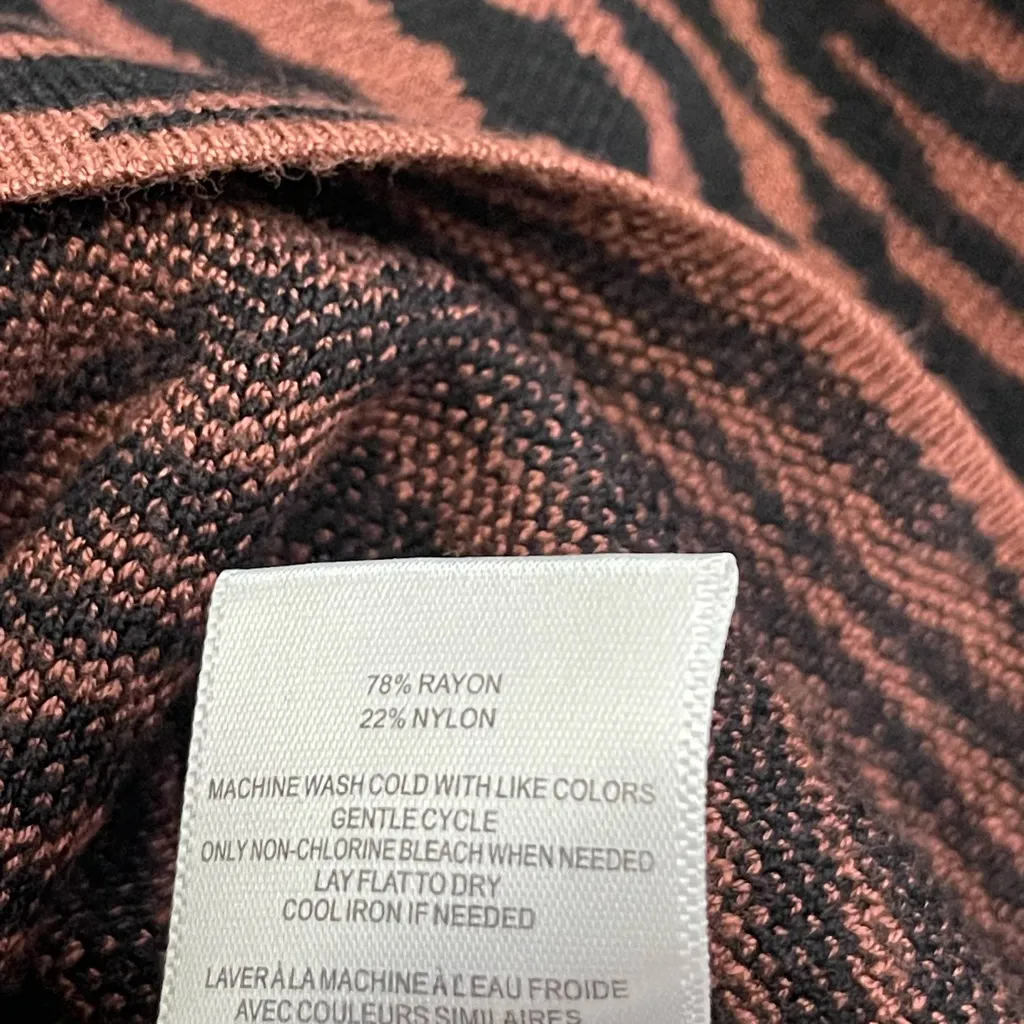 78% RAYON
22% NYLON
MACHINE WASH COLD WITH LIKE COLORS
GENTLE CYCLE
ONLY NON-CHLORINE BLEACH WHEN NEEDED
LAY FLAT TO DRY
COOL IRON IF NEEDED
LAVER À LA MACHINE À L'EAU FROIDE
AVEC COULEURS SIMILAIRES